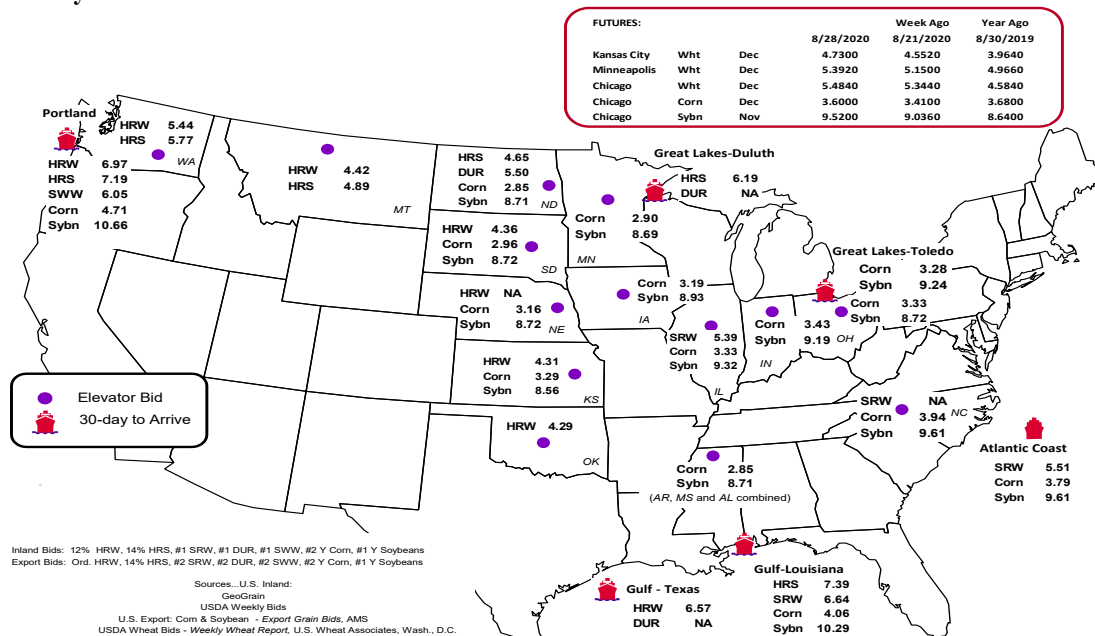 FUTURES: Week Ago Year Ago
8/28/2020 8/21/2020 8/30/2019
Kansas City Wht Dec 4.7300 4.5520 3.9640
Minneapolis Wht Dec 5.3920 5.1500 4.9660
Chicago Wht Dec 5.4840 5.3440 4.5840
Chicago Corn Dec 3.6000 3.4100 3.6800
Chicago Sybn Nov 9.5200 9.0360 8.6400
Portland
HRW 6.97
HRS 7.19
SWW 6.05
Corn 4.71
Sybn 10.66
HRW 5.44
HRS 5.77
WA
HRW 4.42
HRS 4.89
MT
HRS 4.65
DUR 5.50
Corn 2.85
Sybn 8.71
ND
HRW 4.36
Corn 2.96
Sybn 8.72
SD
HRW NA
Corn 3.16
Sybn 8.72
NE
HRW 4.31
Corn 3.29
Sybn 8.56
KS
HRW 4.29
OK
Great Lakes-Duluth
HRS 6.19
DUR NA
Corn 2.90
Sybn 8.69
MN
Corn 3.19
Sybn 8.93
IA
SRW 5.39
Corn 3.33
Sybn 9.32
IL
Great Lakes-Toledo
Corn 3.28
Sybn 9.24
Corn 3.33
Sybn 8.72
OH
Corn 3.43
Sybn 9.19
IN
SRW NA
Corn 3.94
Sybn 9.61
NC
Atlantic Coast
SRW 5.51
Corn 3.79
Sybn 9.61
Corn 2.85
Sybn 8.71
(AR, MS and AL combined)
Gulf-Louisiana
HRS 7.39
SRW 6.64
Corn 4.06
Sybn 10.29
Gulf - Texas
HRW 6.57
DUR NA
Elevator Bid
30-day to Arrive
Inland Bids: 12% HRW, 14% HRS, #1 SRW, #1 DUR, #1 SWW, #2 Y Corn, #1 Y Soybeans
Export Bids: Ord. HRW, 14% HRS, #2 SRW, #2 DUR, #2 SWW, #2 Y Corn, #1 Y Soybeans
Sources...U.S. Inland:
GeoGrain
USDA Weekly Bids
U.S. Export: Corn & Soybean - Export Grain Bids, AMS
USDA Wheat Bids - Weekly Wheat Report, U.S. Wheat Associates, Wash., D.C.